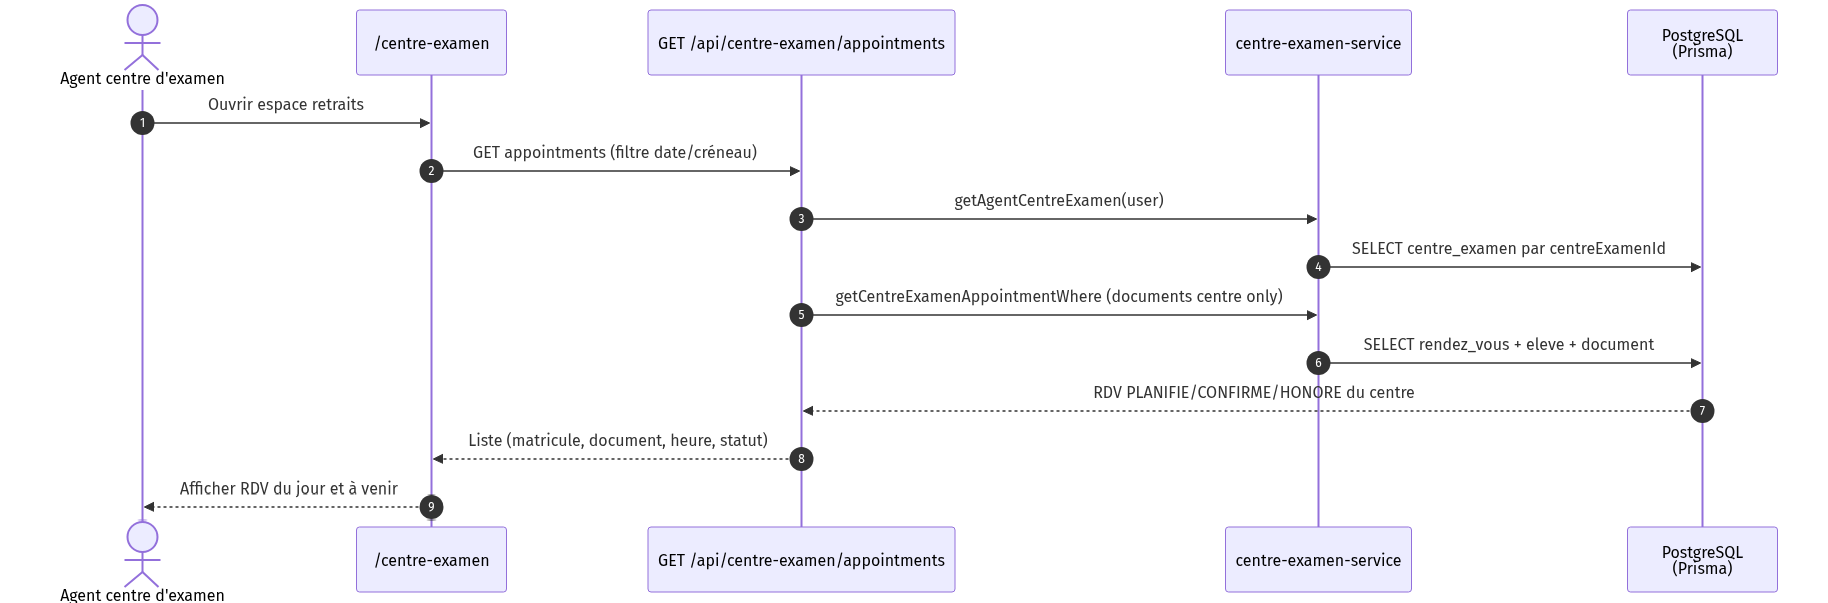 Agent centre d'examen
/centre-examen
GET /api/centre-examen/appointments
centre-examen-service
PostgreSQL
(Prisma)
Ouvrir espace retraits
1
GET appointments (filtre date/créneau)
2
getAgentCentreExamen(user)
3
SELECT centre_examen par centreExamenId
4
getCentreExamenAppointmentWhere (documents centre only)
5
SELECT rendez_vous + eleve + document
6
RDV PLANIFIE/CONFIRME/HONORE du centre
7
Liste (matricule, document, heure, statut)
8
Afficher RDV du jour et à venir
9
Agent centre d'examen
/centre-examen
GET /api/centre-examen/appointments
centre-examen-service
PostgreSQL
(Prisma)